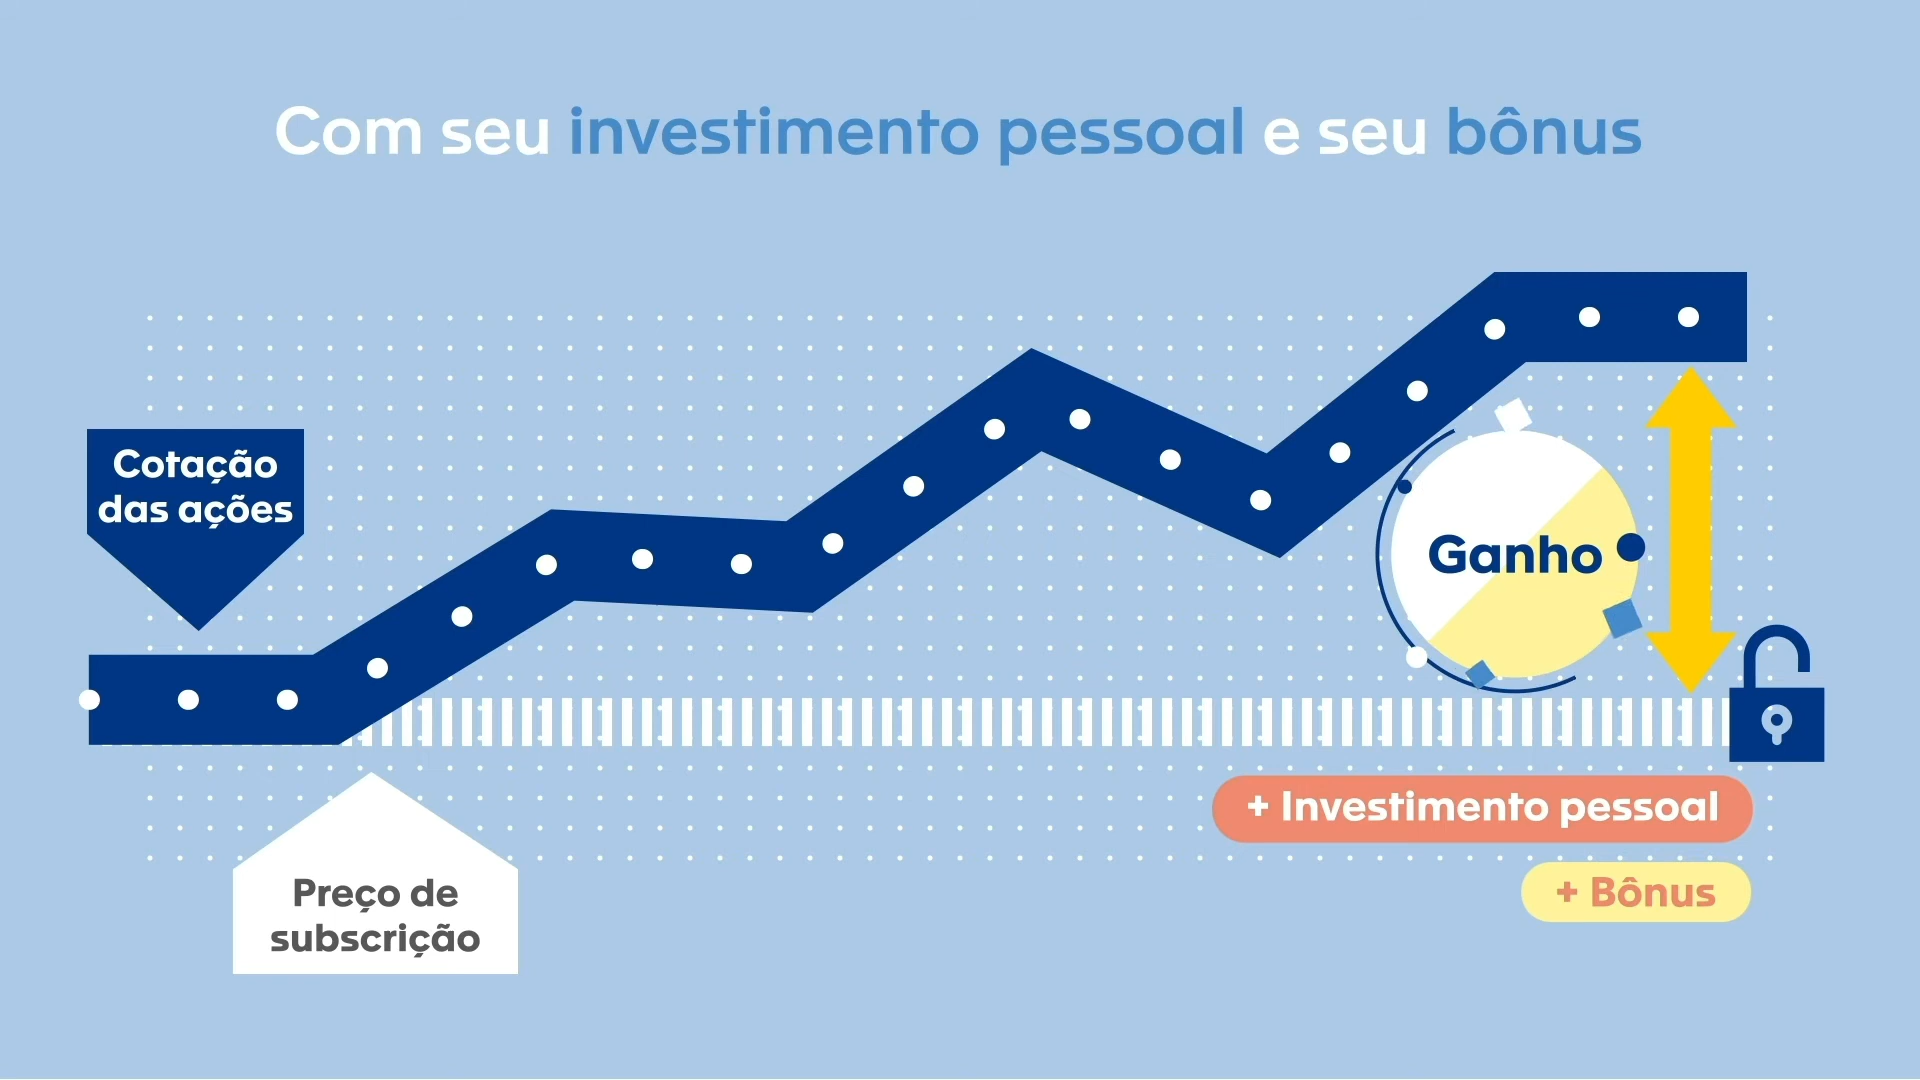 Com seu investimento pessoal e seu bônus
Cotação
das ações
Ganho
+ Investimento pessoal
+ Bônus
Preço de
subscrição